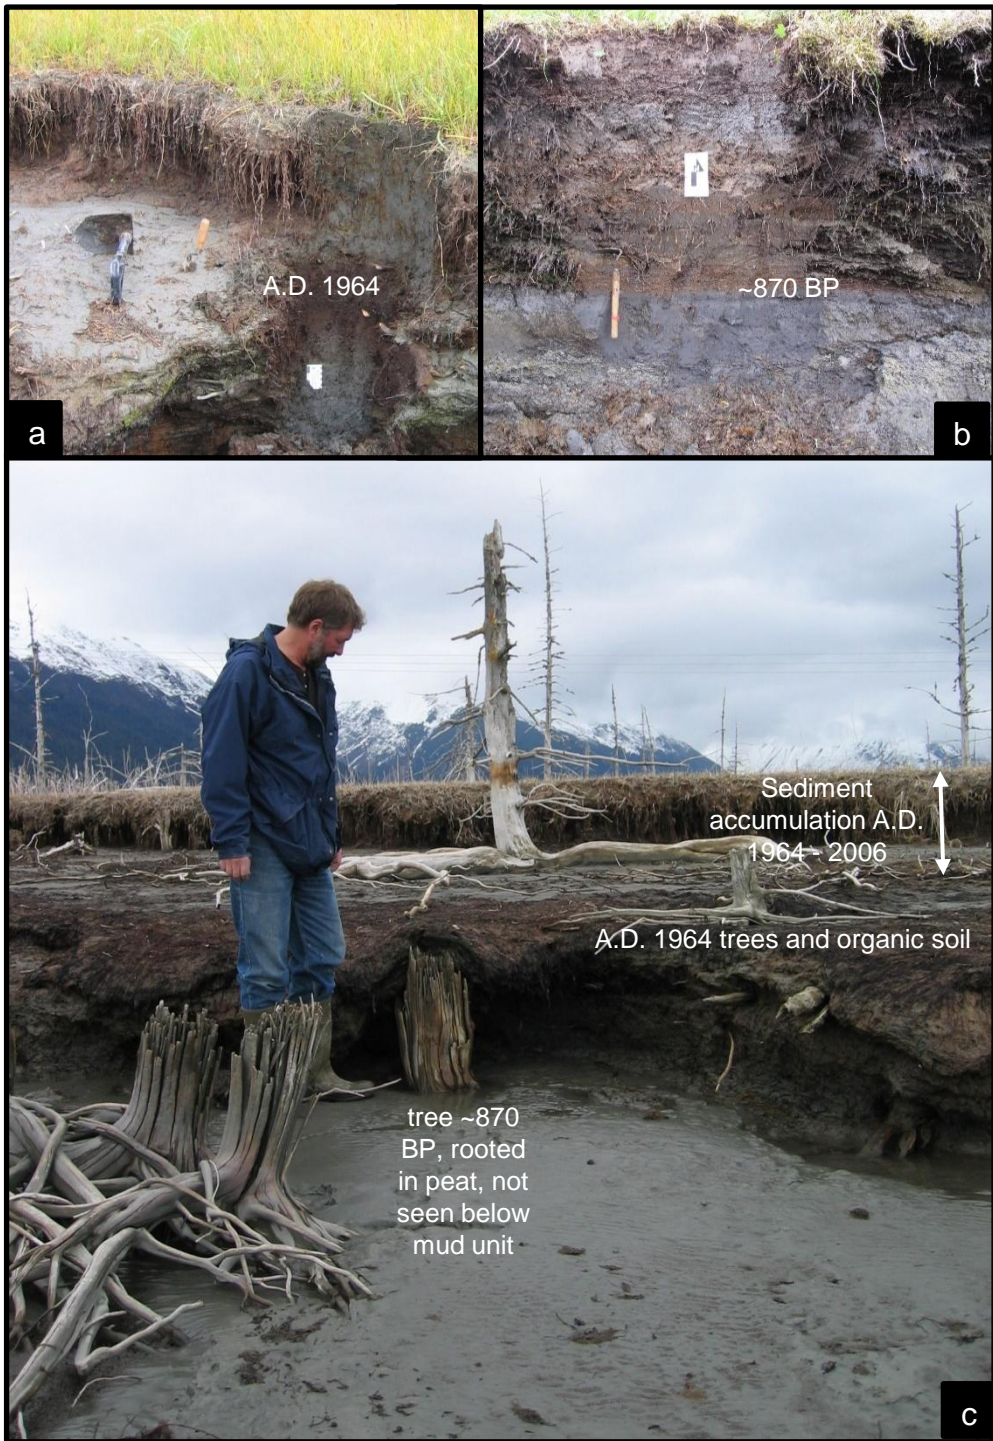 A.D. 1964
a
~870 BP
b
Sediment
accumulation A.D.
1964 - 2006
A.D. 1964 trees and organic soil
tree ~870
BP, rooted
in peat, not
seen below
mud unit
c